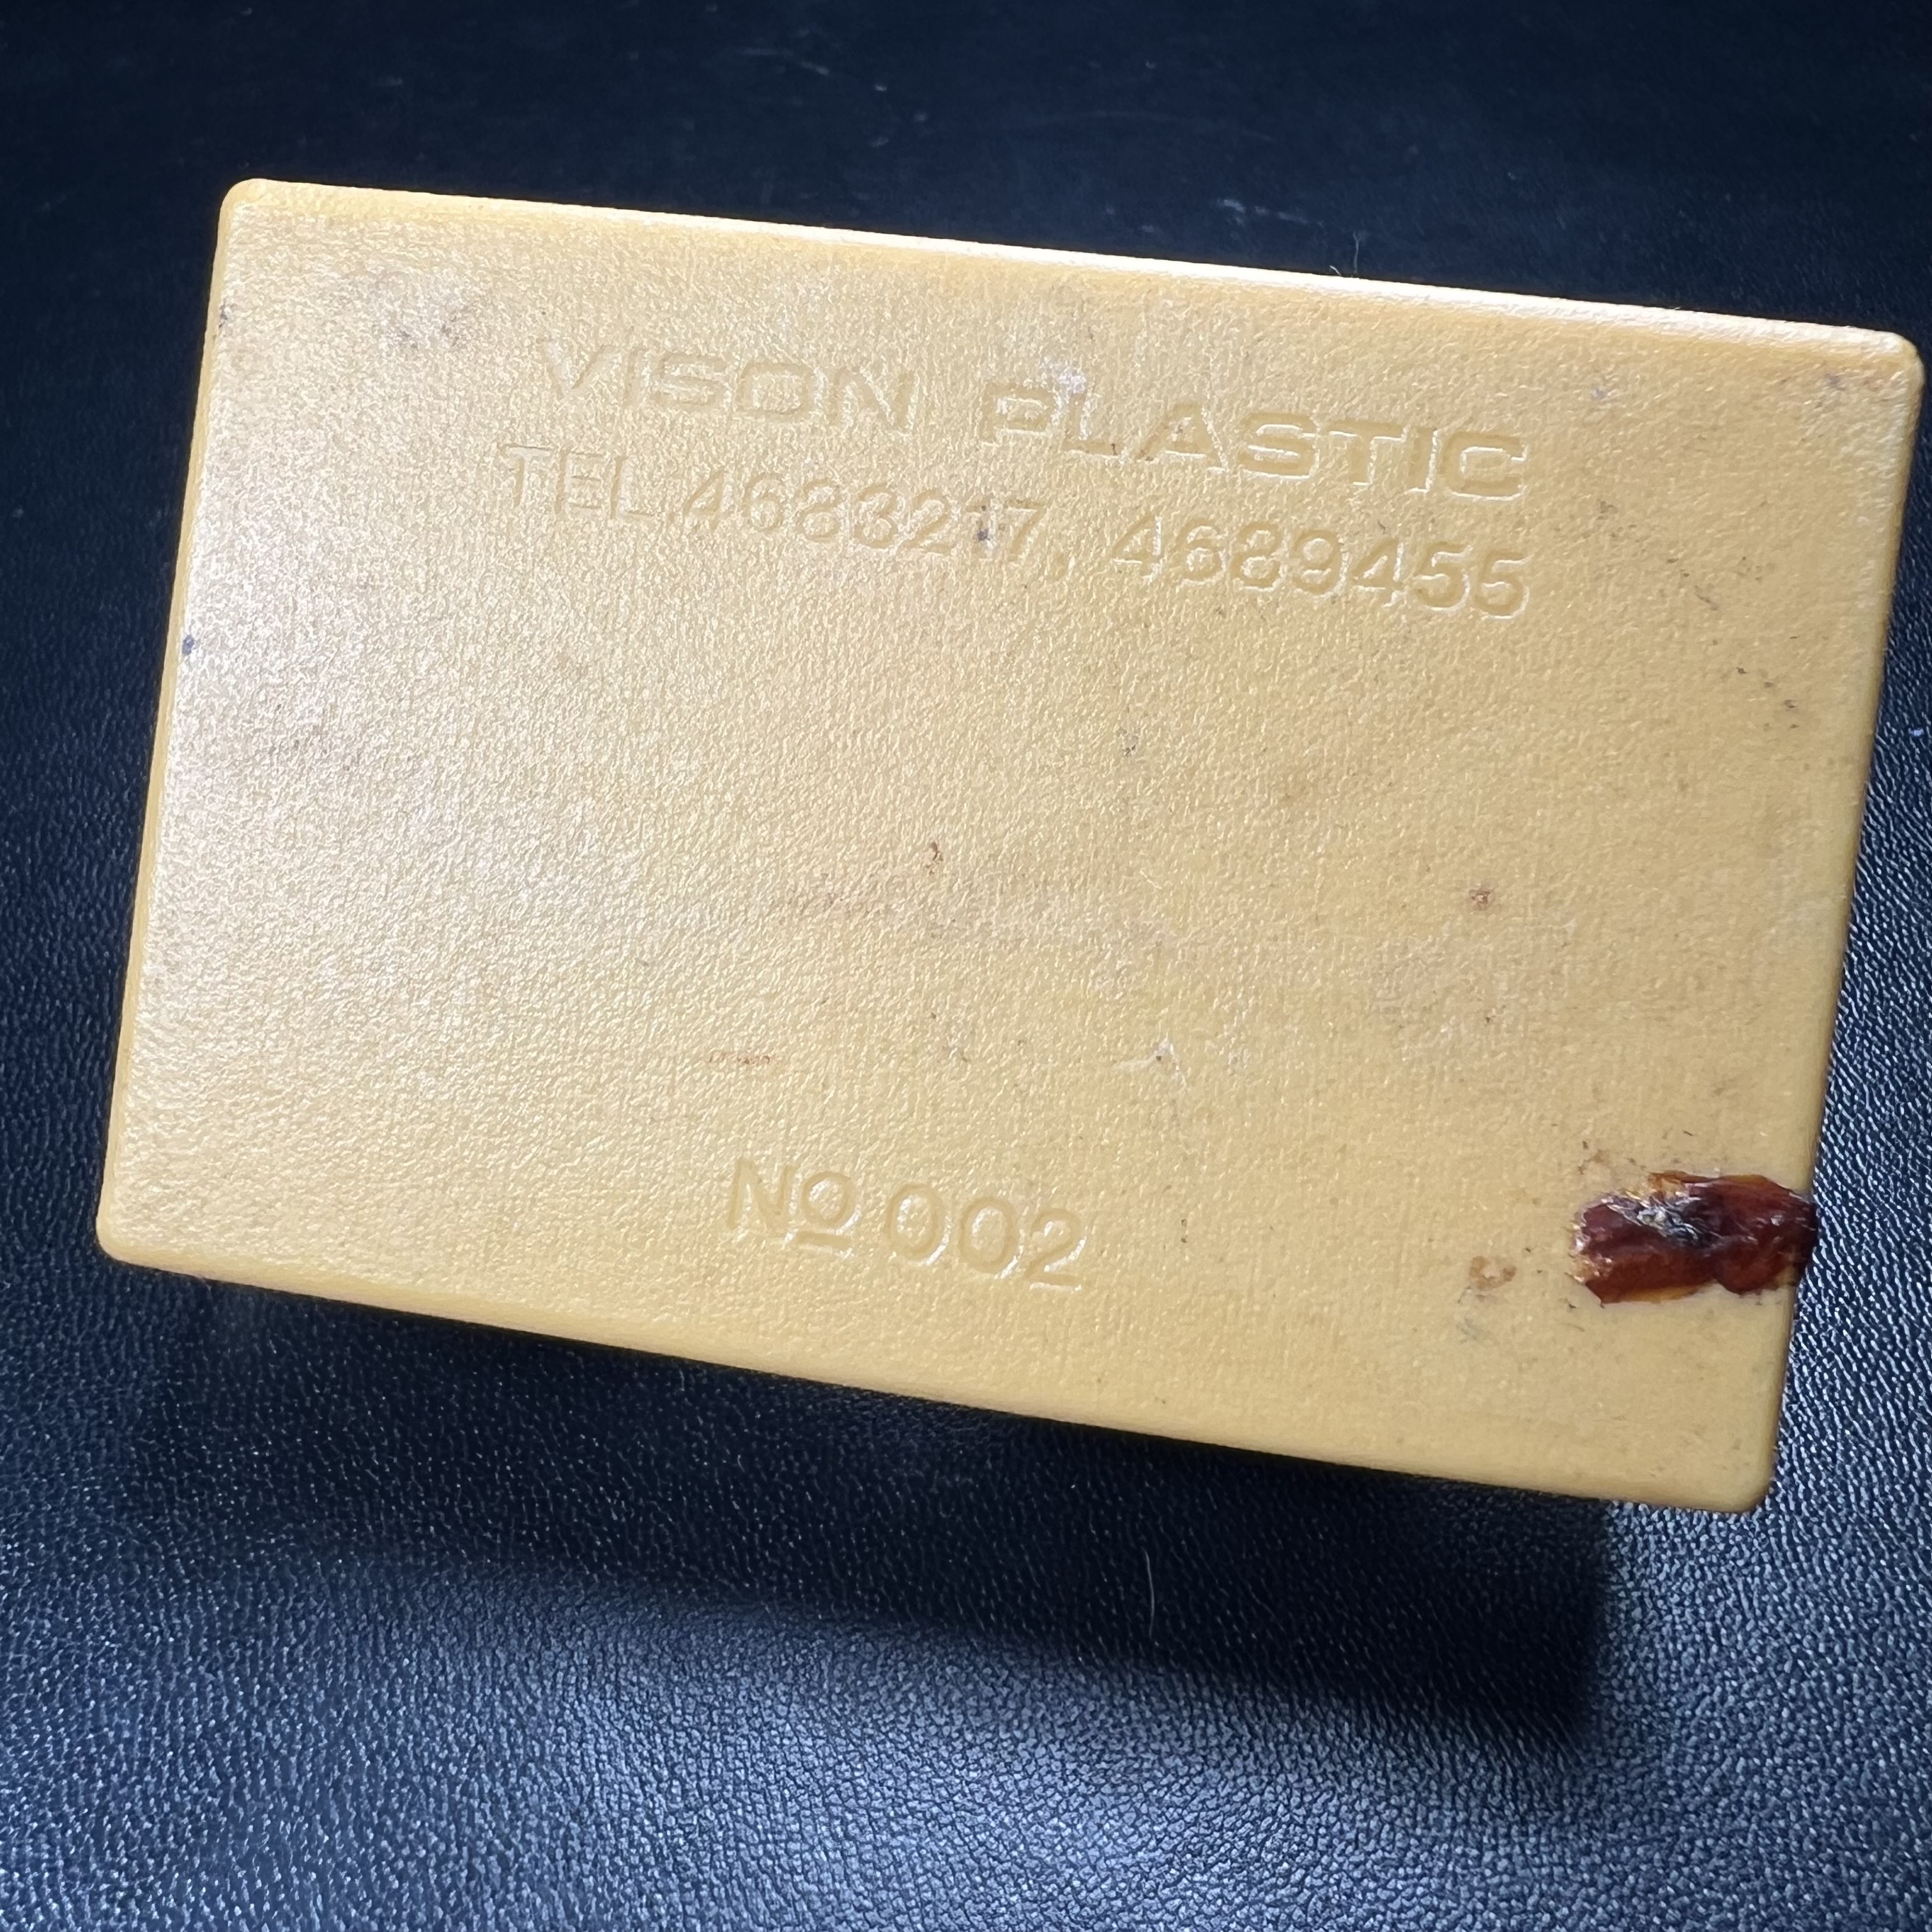 VISON PLASTIC
TEL.4683217, 4689455
No 002